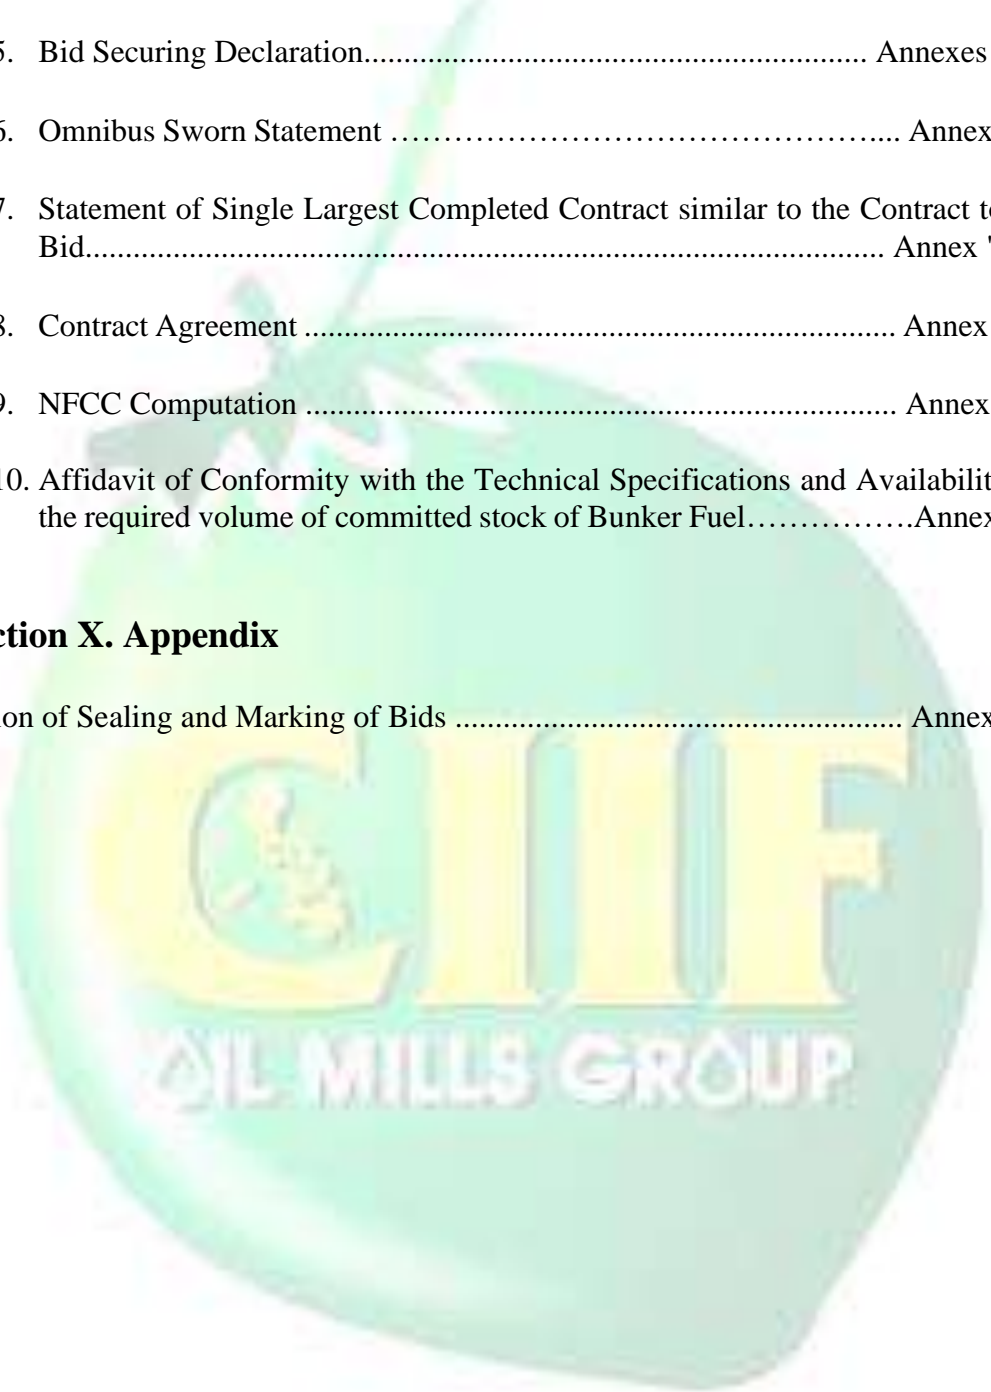 5. Bid Securing Declaration............................................................... Annexes
6. Omnibus Sworn Statement ……………………………………………….... Annex
7. Statement of Single Largest Completed Contract similar to the Contract
Bid.................................................................................................... Annex "
8. Contract Agreement .......................................................................... Annex
9. NFCC Computation .......................................................................... Annex
10. Affidavit of Conformity with the Technical Specifications and
the required volume of committed stock of Bunker Fuel…………….Annex
Section X. Appendix
of Sealing and Marking of Bids ........................................................ Annex
CIIF
OIL MILLS GROUP